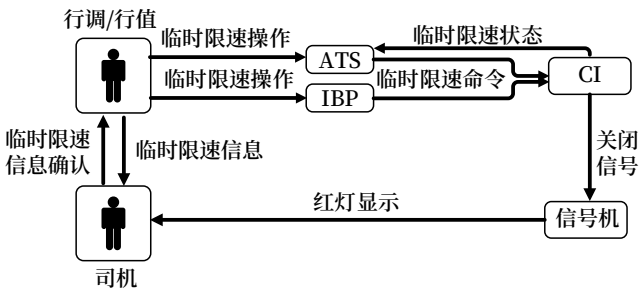 行调/行值
临时限速操作
临时限速状态
ATS
CI
临时限速操作
临时限速命令
IBP
临时限速
信息确认
临时限速信息
关闭
信号
红灯显示
信号机
司机